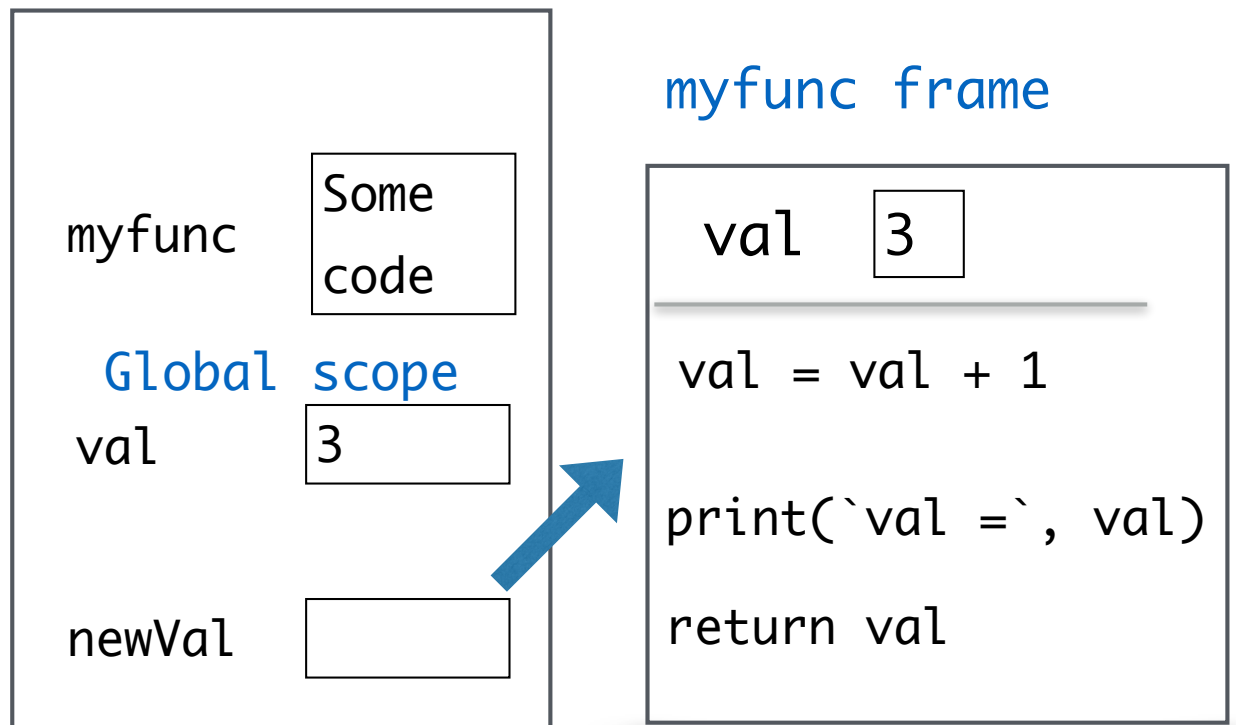 myfunc
Some
code
Global scope
val 3
newVal
myfunc frame
val 3
val = val + 1
print(`val =`, val)
return val